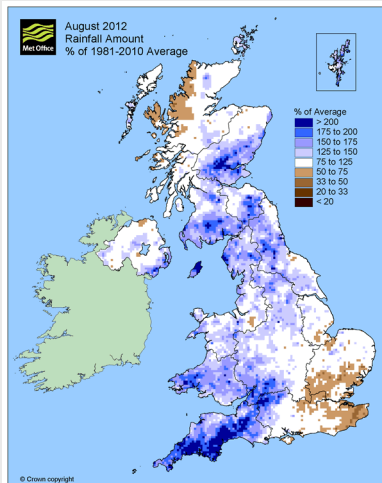 Met Office
August 2012
Rainfall Amount
% of 1981-2010 Average
% of Average
> 200
175 to 200
150 to 175
125 to 150
75 to 125
50 to 75
33 to 50
20 to 33
< 20
© Crown copyright